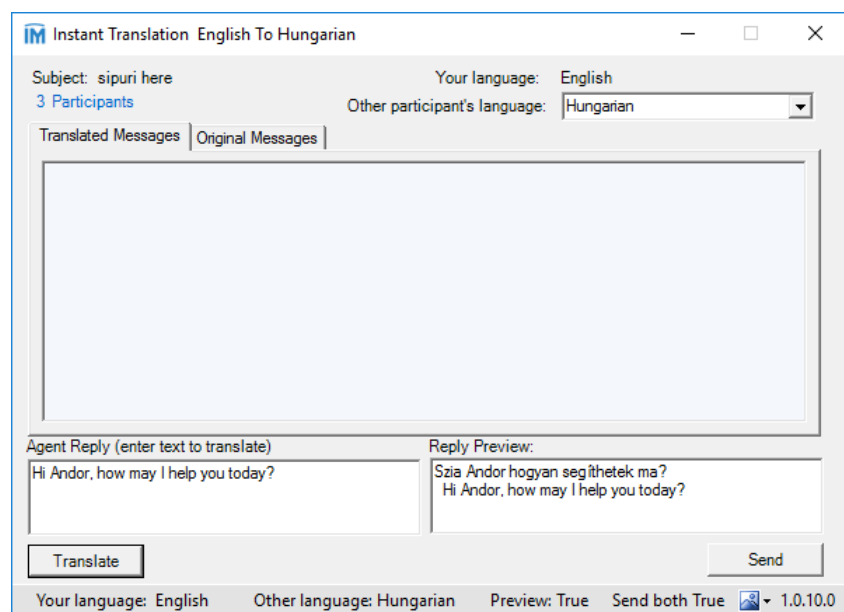 IM Instant Translation English To Hungarian
Subject: sipuri here
Your language: English
3 Participants
Other participant's language: Hungarian
Translated Messages Original Messages
Agent Reply (enter text to translate)
Hi Andor, how may I help you today?
Reply Preview:
Szia Andor hogyan segíthetek ma?
Hi Andor, how may I help you today?
Translate
Send
Your language: English Other language: Hungarian Preview: True Send both True 1.0.10.0